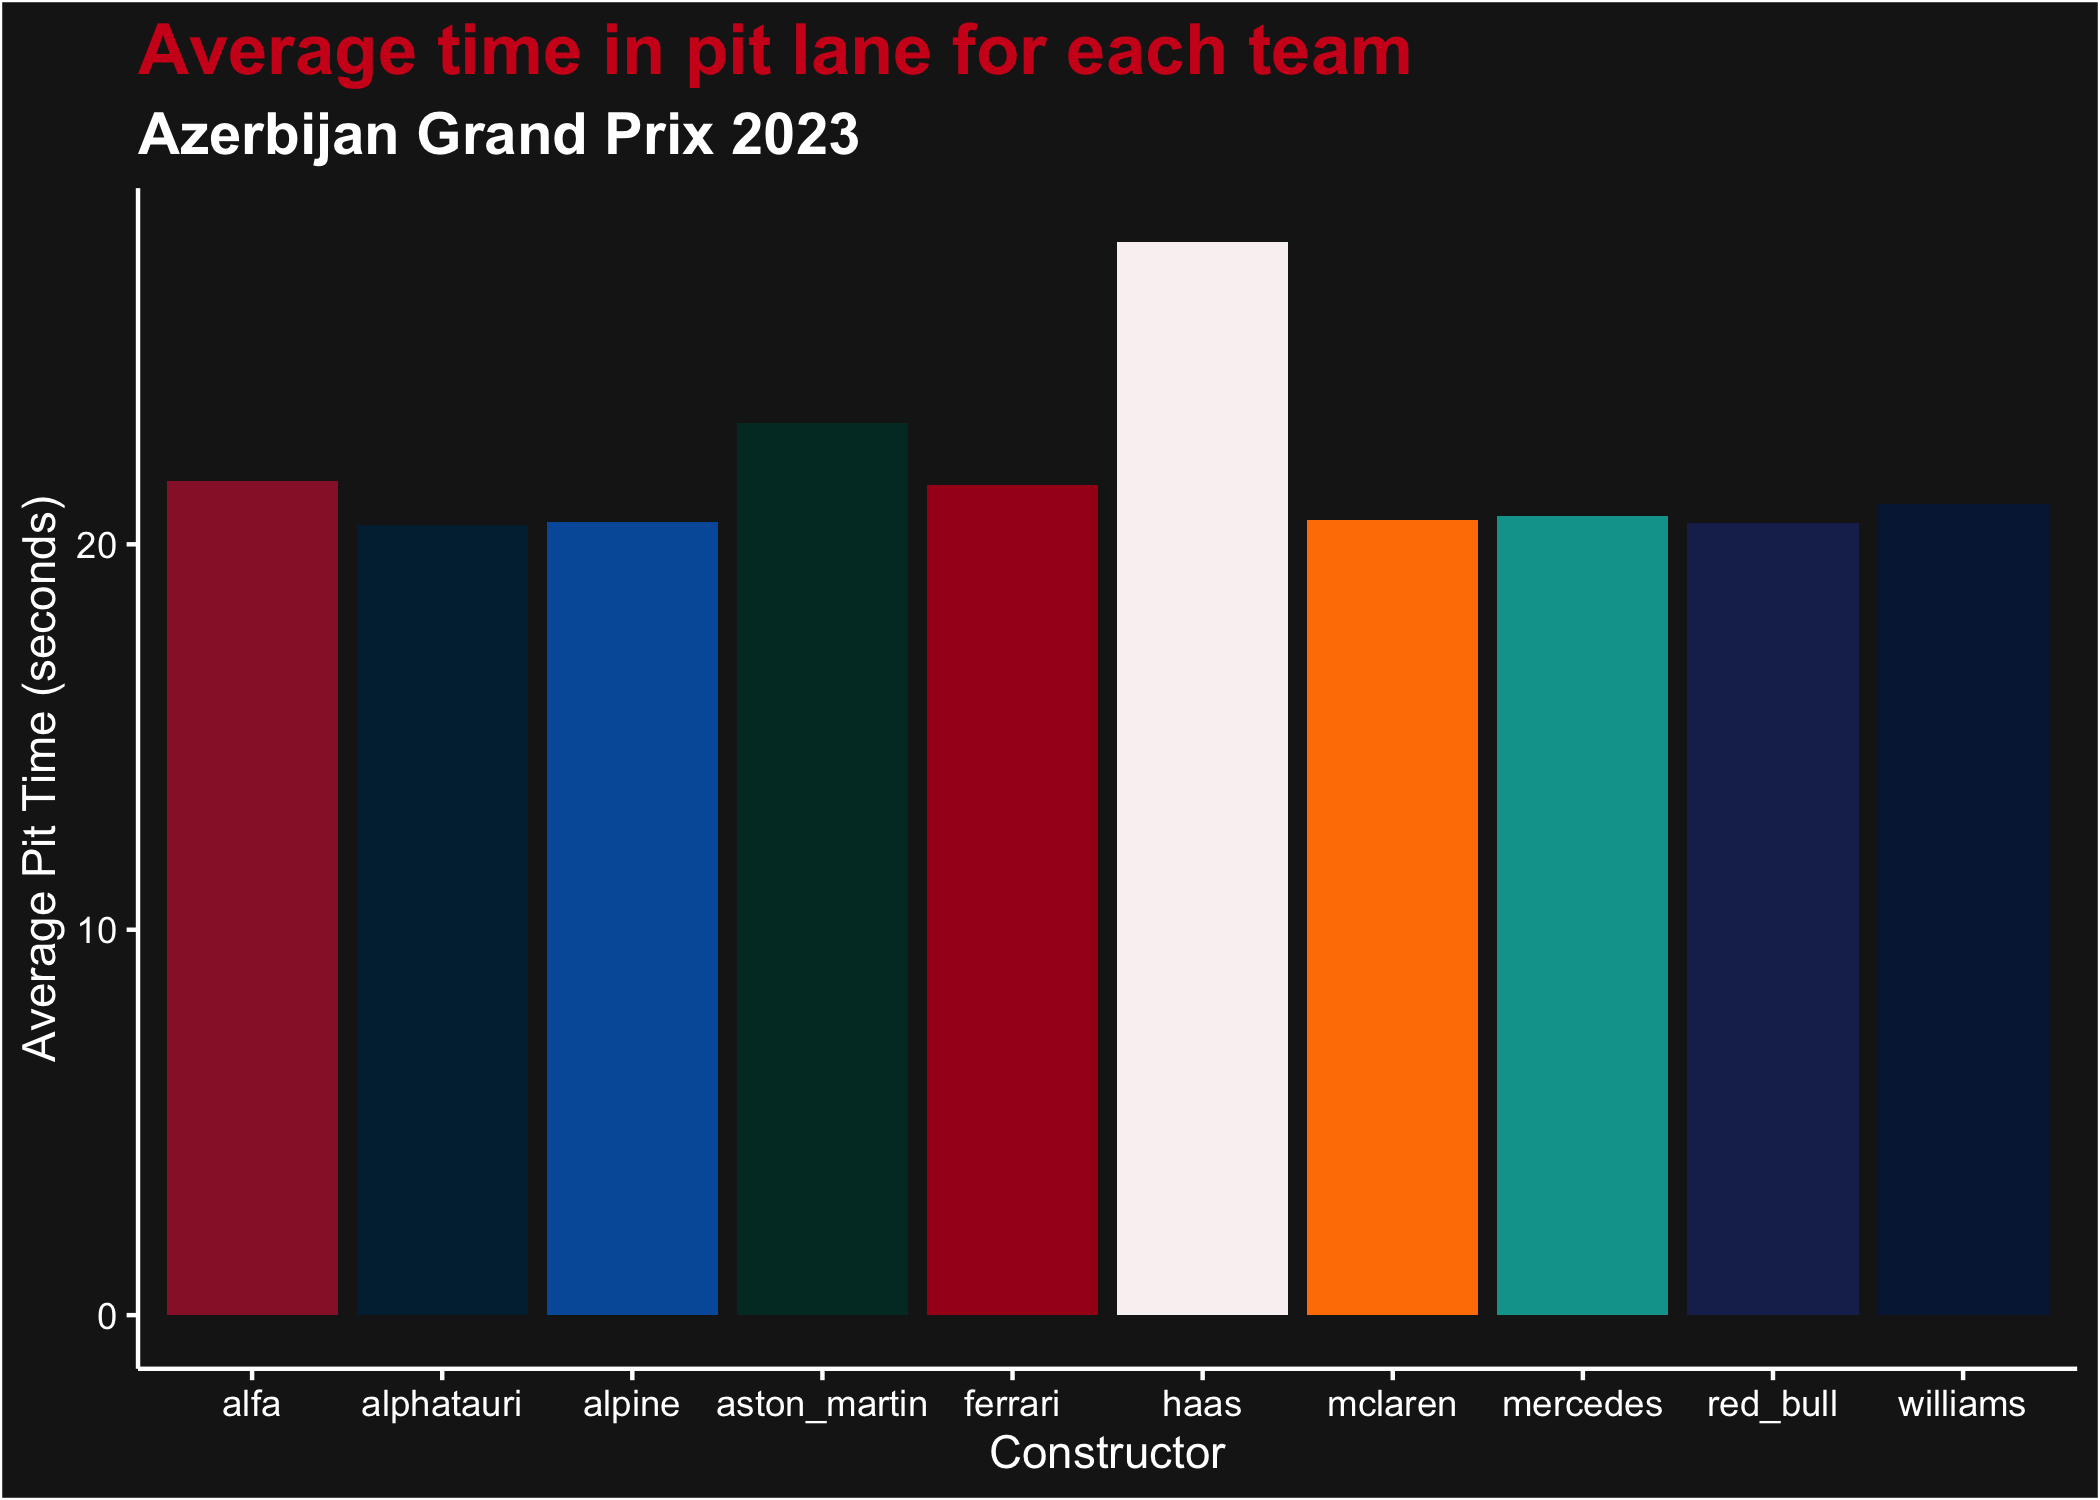 Average time in pit lane for each team
Azerbijan Grand Prix 2023
Average Pit Time (seconds)
20
10
0
alfa alphatauri alpine aston_martin ferrari haas mclaren mercedes red_bull williams
Constructor